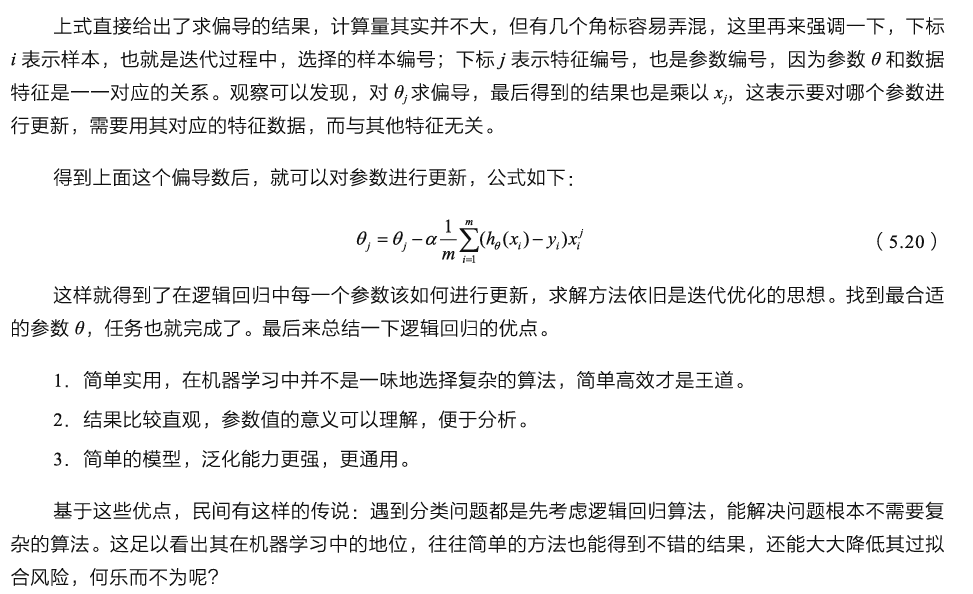 上式直接给出了求偏导的结果，计算量其实并不大，但有几个角标容易弄混，这里再来强调一下，下标
i 表示样本，也就是迭代过程中，选择的样本编号；下标 j 表示特征编号，也是参数编号，因为参数 θ 和数据
特征是一一对应的关系。观察可以发现，对 θj 求偏导，最后得到的结果也是乘以 xj，这表示要对哪个参数进
行更新，需要用其对应的特征数据，而与其他特征无关。
得到上面这个偏导数后，就可以对参数进行更新，公式如下：
θ_j = θ_j − α \frac{1}{m} \sum_{i=1}^{m} (h_θ(x_i) − y_i) x_i^j （5.20）
这样就得到了在逻辑回归中每一个参数该如何进行更新，求解方法依旧是迭代优化的思想。找到最合适
的参数 θ，任务也就完成了。最后来总结一下逻辑回归的优点。
1．简单实用，在机器学习中并不是一味地选择复杂的算法，简单高效才是王道。
2．结果比较直观，参数值的意义可以理解，便于分析。
3．简单的模型，泛化能力更强，更通用。
基于这些优点，民间有这样的传说：遇到分类问题都是先考虑逻辑回归算法，能解决问题根本不需要复
杂的算法。这足以看出其在机器学习中的地位，往往简单的方法也能得到不错的结果，还能大大降低其过拟
合风险，何乐而不为呢？